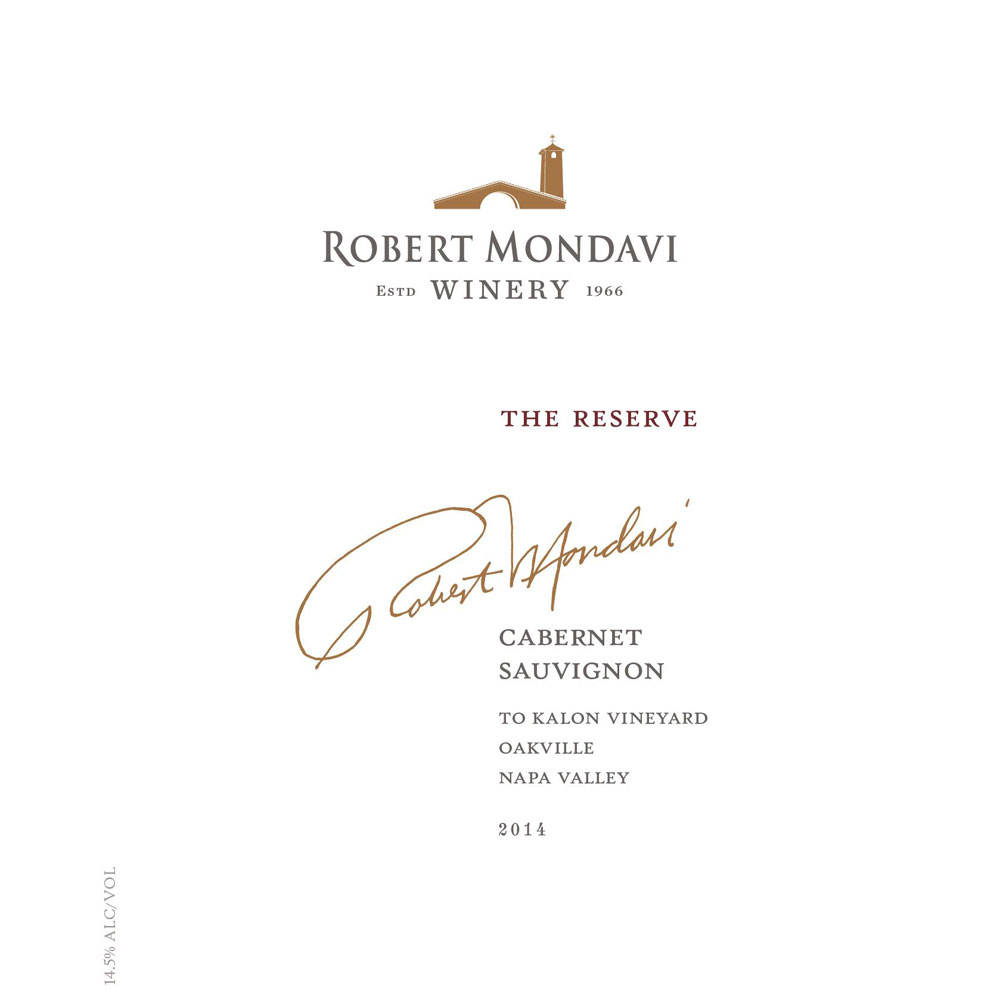 ROBERT MONDAVI
ESTD WINERY 1966
THE RESERVE
Robert Mondavi
CABERNET
SAUVIGNON
TO KALON VINEYARD
OAKVILLE
NAPA VALLEY
2014
14.5% ALC/VOL